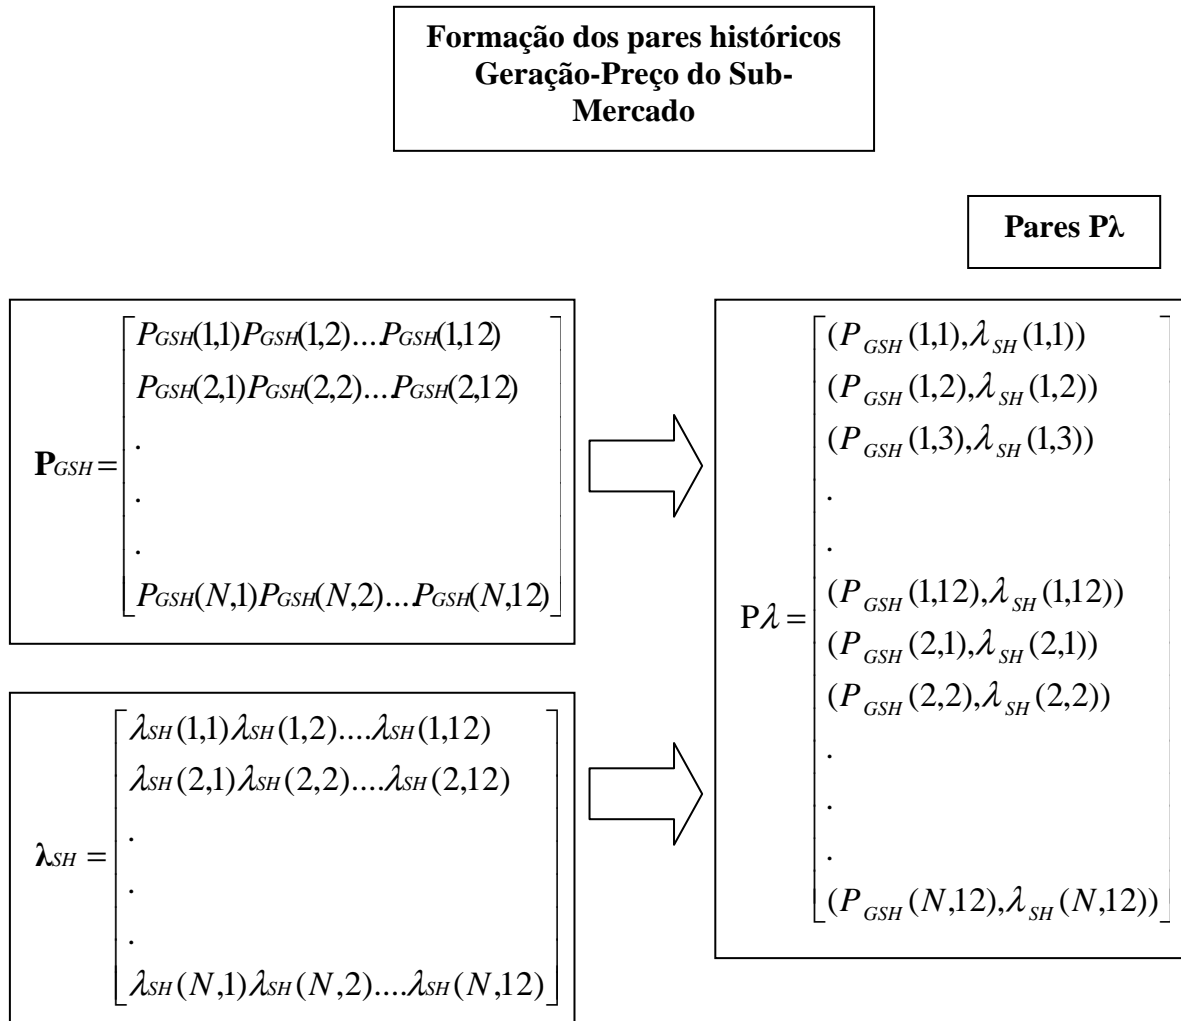 Formação dos pares históricos
Geração-Preço do Sub-
Mercado
Pares Pλ
P_GSH = [ P_GSH(1,1)P_GSH(1,2)....P_GSH(1,12)
P_GSH(2,1)P_GSH(2,2)....P_GSH(2,12)
.
.
.
P_GSH(N,1)P_GSH(N,2)....P_GSH(N,12) ]
λ_SH = [ λ_SH(1,1)λ_SH(1,2)....λ_SH(1,12)
λ_SH(2,1)λ_SH(2,2)....λ_SH(2,12)
.
.
.
λ_SH(N,1)λ_SH(N,2)....λ_SH(N,12) ]
Pλ = [ (P_GSH(1,1),λ_SH(1,1))
(P_GSH(1,2),λ_SH(1,2))
(P_GSH(1,3),λ_SH(1,3))
.
.
(P_GSH(1,12),λ_SH(1,12))
(P_GSH(2,1),λ_SH(2,1))
(P_GSH(2,2),λ_SH(2,2))
.
.
.
(P_GSH(N,12),λ_SH(N,12)) ]